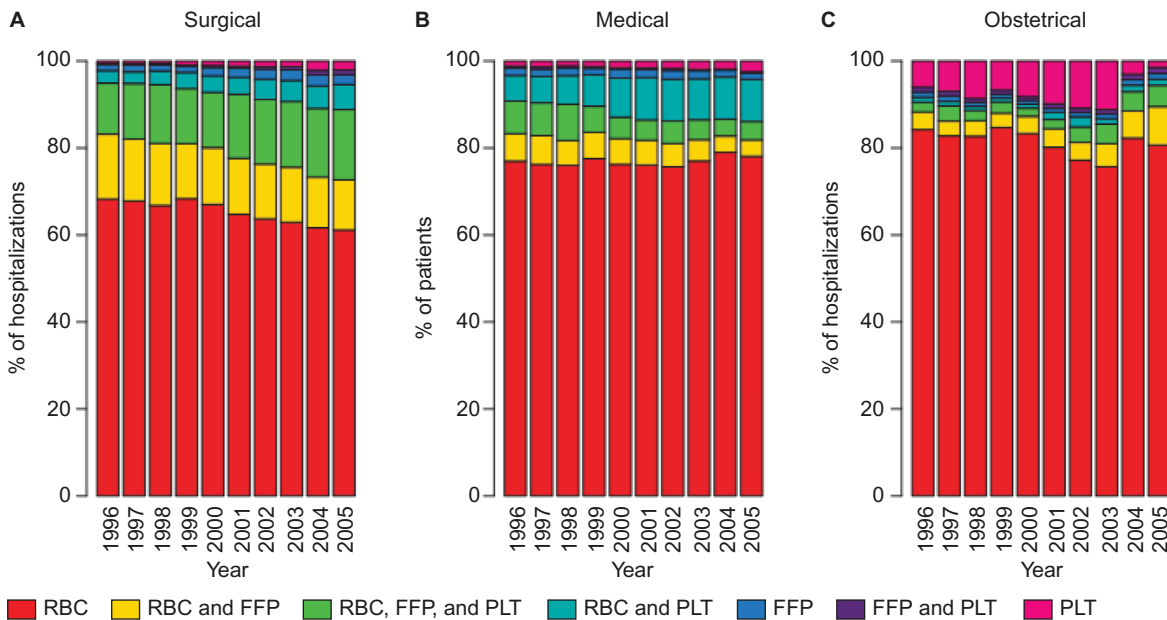 A Surgical
B Medical
C Obstetrical
% of hospitalizations
100
80
60
40
20
0
1996 1997 1998 1999 2000 2001 2002 2003 2004 2005
Year
% of patients
100
80
60
40
20
0
1996 1997 1998 1999 2000 2001 2002 2003 2004 2005
Year
% of hospitalizations
100
80
60
40
20
0
1996 1997 1998 1999 2000 2001 2002 2003 2004 2005
Year
RBC RBC and FFP RBC, FFP, and PLT RBC and PLT FFP FFP and PLT PLT